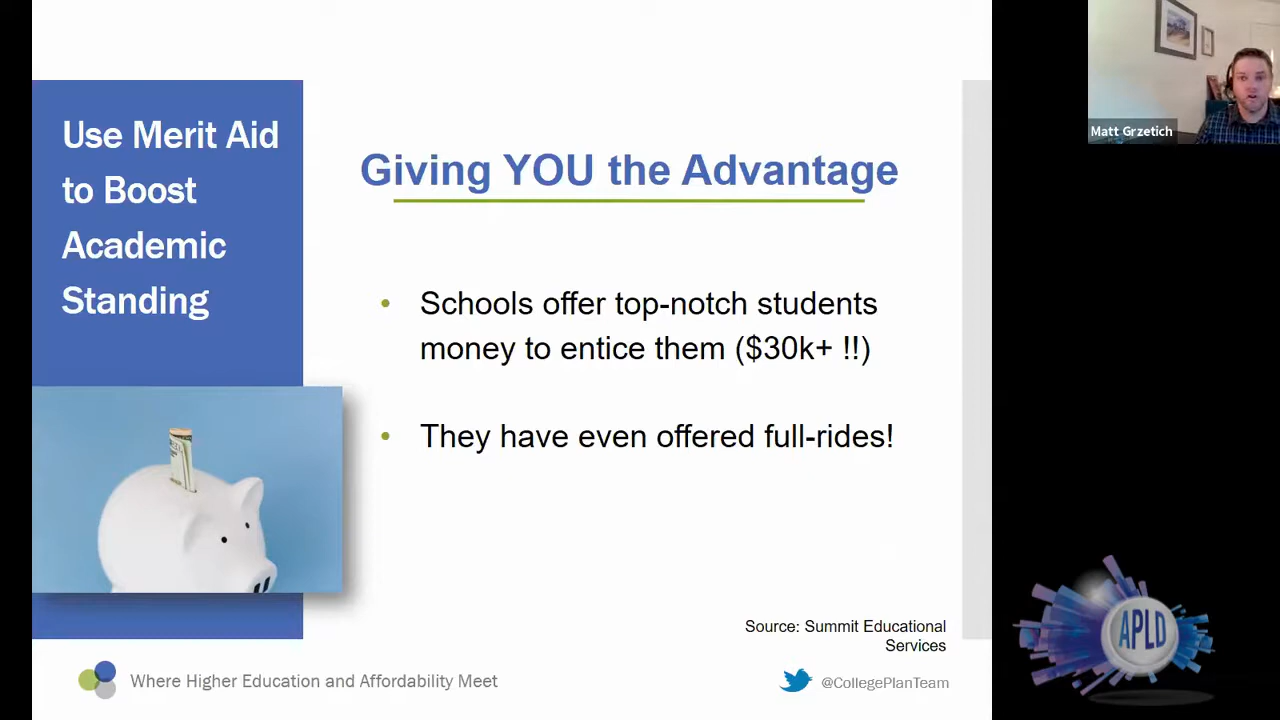 Use Merit Aid
to Boost
Academic
Standing
Giving YOU the Advantage
• Schools offer top-notch students
money to entice them ($30k+ !!)
• They have even offered full-rides!
Source: Summit Educational
Services
Where Higher Education and Affordability Meet
@CollegePlanTeam
Matt Grzetich
APLD